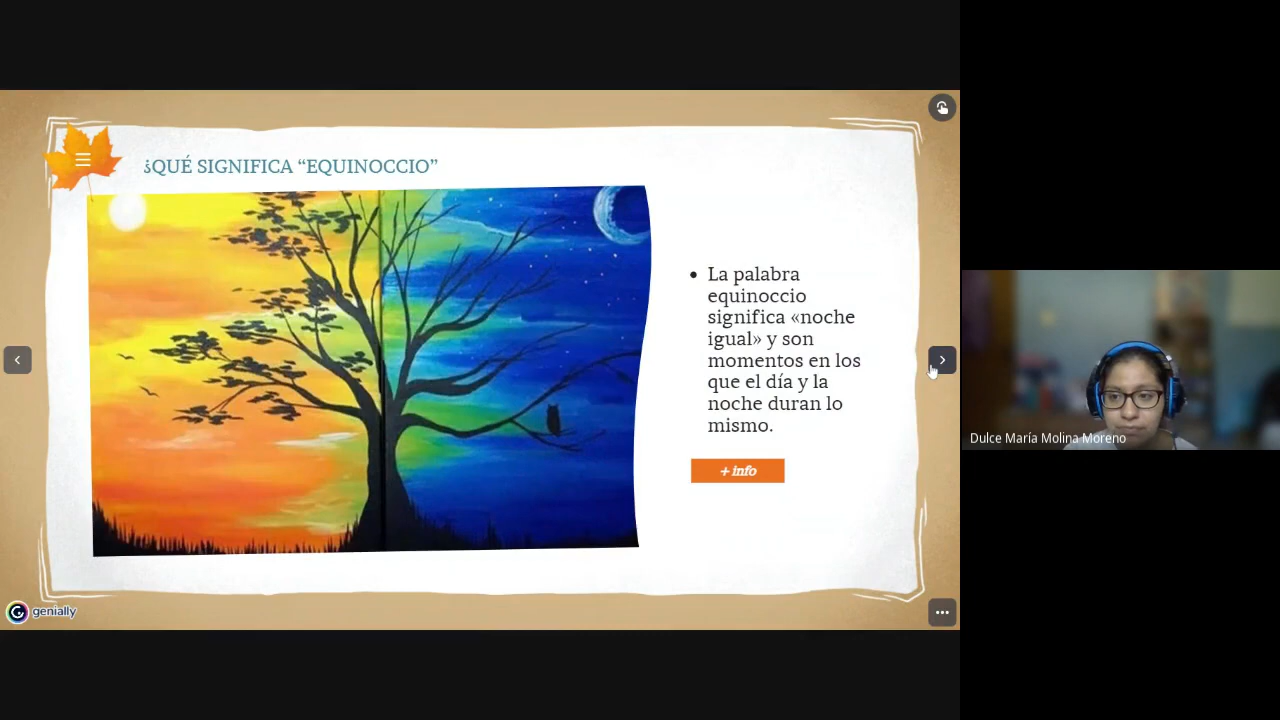 ¿QUÉ SIGNIFICA “EQUINOCCIO”
La palabra
equinoccio
significa «noche
igual» y son
momentos en los
que el día y la
noche duran lo
mismo.
+ info
genially
Dulce María Molina Moreno